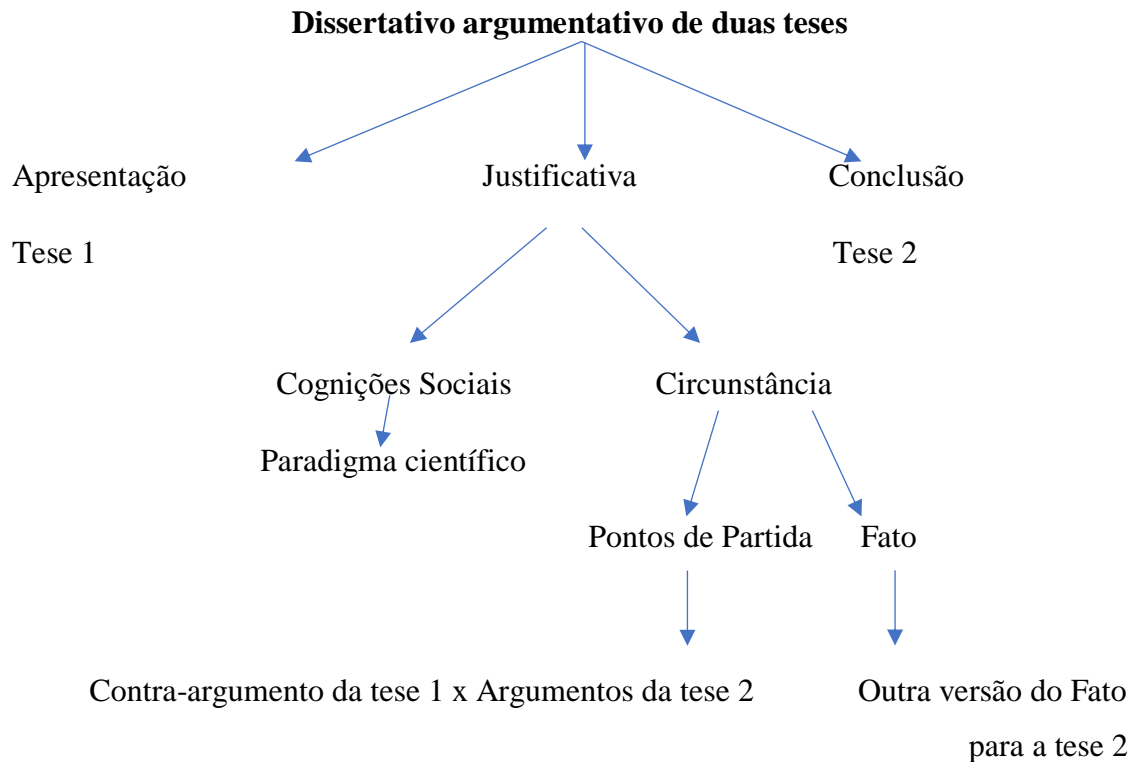 Dissertativo argumentativo de duas teses
Apresentação Justificativa Conclusão
Tese 1 Tese 2
Cognições Sociais Circunstância
Paradigma científico
Pontos de Partida Fato
Contra-argumento da tese 1 x Argumentos da tese 2 Outra versão do Fato
para a tese 2